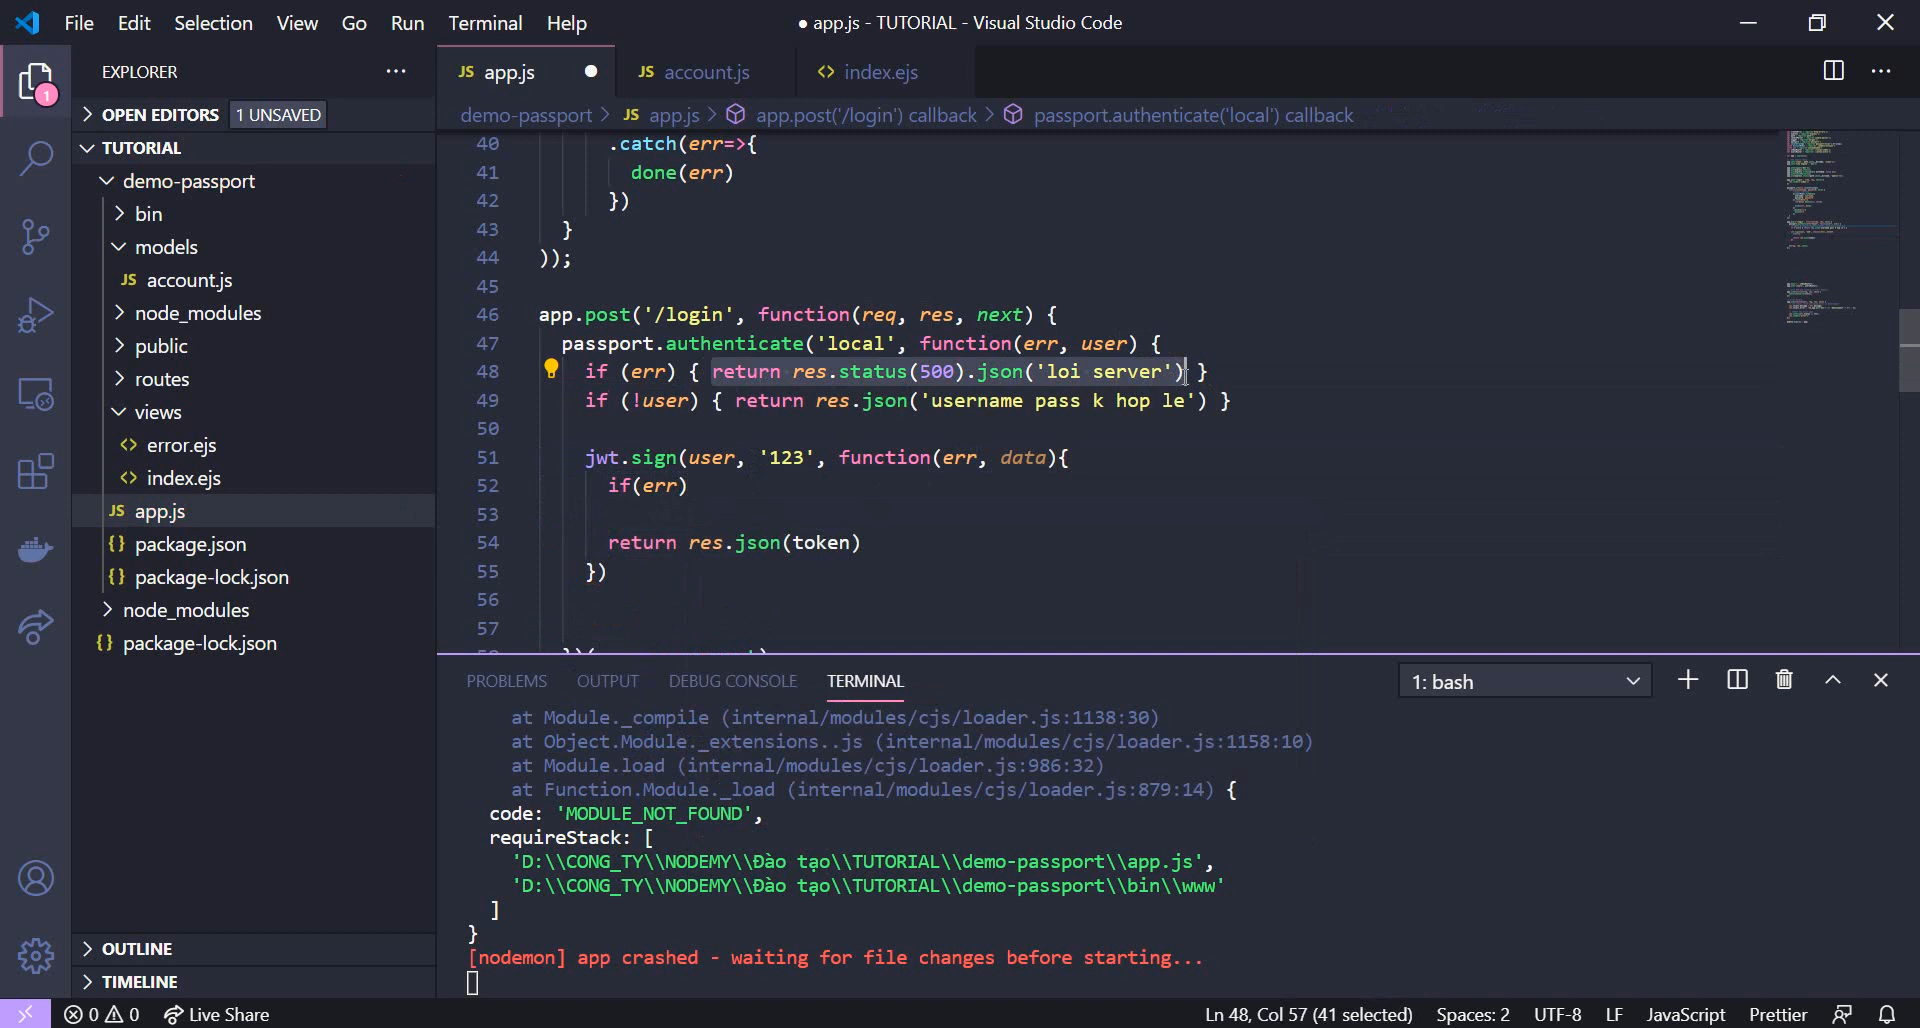 File Edit Selection View Go Run Terminal Help
● app.js - TUTORIAL - Visual Studio Code
1
EXPLORER
OPEN EDITORS 1 UNSAVED
TUTORIAL
demo-passport
bin
models
JS account.js
node_modules
public
routes
views
<> error.ejs
<> index.ejs
JS app.js
{} package.json
{} package-lock.json
node_modules
{} package-lock.json
OUTLINE
TIMELINE
JS app.js ●
JS account.js
<> index.ejs
demo-passport > JS app.js > app.post('/login') callback > passport.authenticate('local') callback
40 .catch(err=>{
41 done(err)
42 })
43 }
44 ));
45
46 app.post('/login', function(req, res, next) {
47 passport.authenticate('local', function(err, user) {
48 if (err) { return res.status(500).json('loi server') }
49 if (!user) { return res.json('username pass k hop le') }
50
51 jwt.sign(user, '123', function(err, data){
52 if(err)
53
54 return res.json(token)
55 })
56
57
PROBLEMS OUTPUT DEBUG CONSOLE TERMINAL
1: bash
at Module._compile (internal/modules/cjs/loader.js:1138:30)
at Object.Module._extensions..js (internal/modules/cjs/loader.js:1158:10)
at Module.load (internal/modules/cjs/loader.js:986:32)
at Function.Module._load (internal/modules/cjs/loader.js:879:14) {
code: 'MODULE_NOT_FOUND',
requireStack: [
'D:\\CONG_TY\\NODEMY\\Đào tạo\\TUTORIAL\\demo-passport\\app.js',
'D:\\CONG_TY\\NODEMY\\Đào tạo\\TUTORIAL\\demo-passport\\bin\\www'
]
}
[nodemon] app crashed - waiting for file changes before starting...
0 0 Live Share
Ln 48, Col 57 (41 selected) Spaces: 2 UTF-8 LF JavaScript Prettier